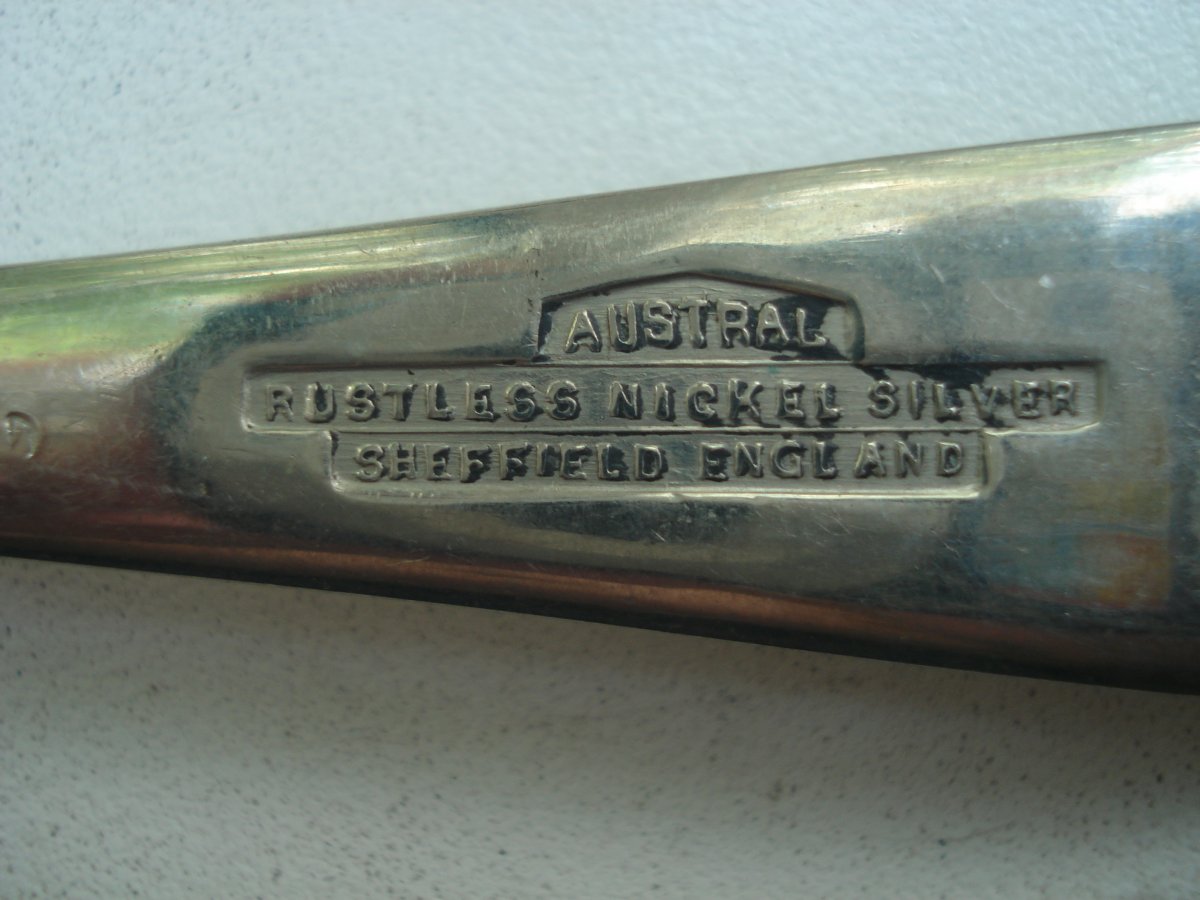 AUSTRAL
RUSTLESS NICKEL SILVER
SHEFFIELD ENGLAND